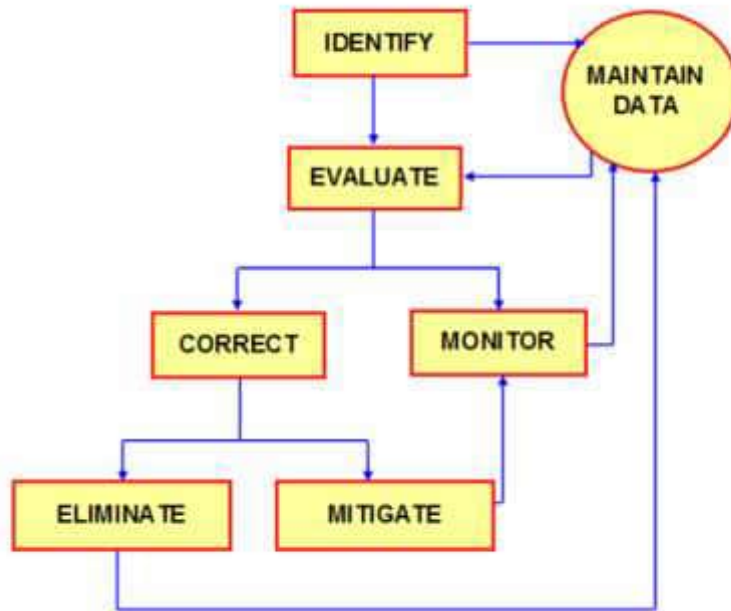 IDENTIFY
MAINTAIN
DATA
EVALUATE
CORRECT
MONITOR
ELIMINATE
MITIGATE